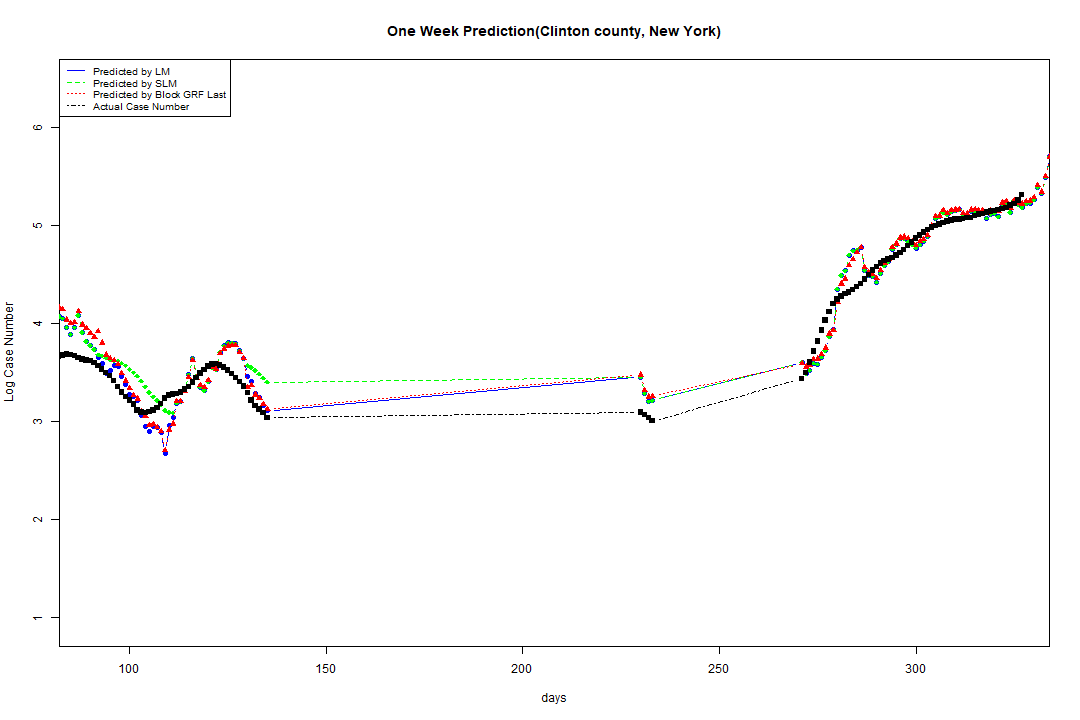 One Week Prediction(Clinton county, New York)
Predicted by LM
Predicted by SLM
Predicted by Block GRF Last
Actual Case Number
Log Case Number
6
5
4
3
2
1
100 150 200 250 300
days